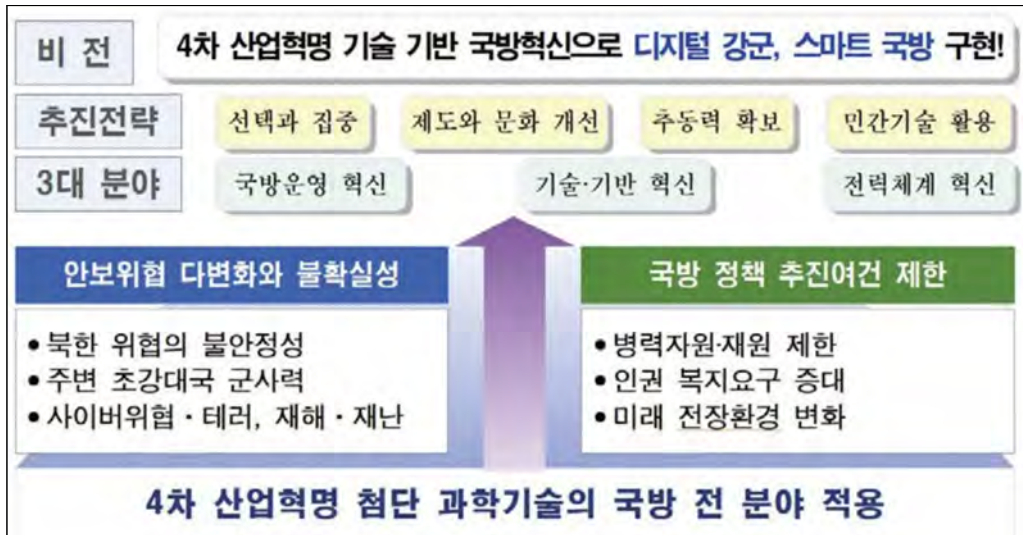 비 전
4차 산업혁명 기술 기반 국방혁신으로 디지털 강군, 스마트 국방 구현!
추진전략
선택과 집중
제도와 문화 개선
추동력 확보
민간기술 활용
3대 분야
국방운영 혁신
기술·기반 혁신
전력체계 혁신
안보위협 다변화와 불확실성
• 북한 위협의 불안정성
• 주변 초강대국 군사력
• 사이버위협 · 테러, 재해 · 재난
국방 정책 추진여건 제한
• 병력자원·재원 제한
• 인권 복지요구 증대
• 미래 전장환경 변화
4차 산업혁명 첨단 과학기술의 국방 전 분야 적용